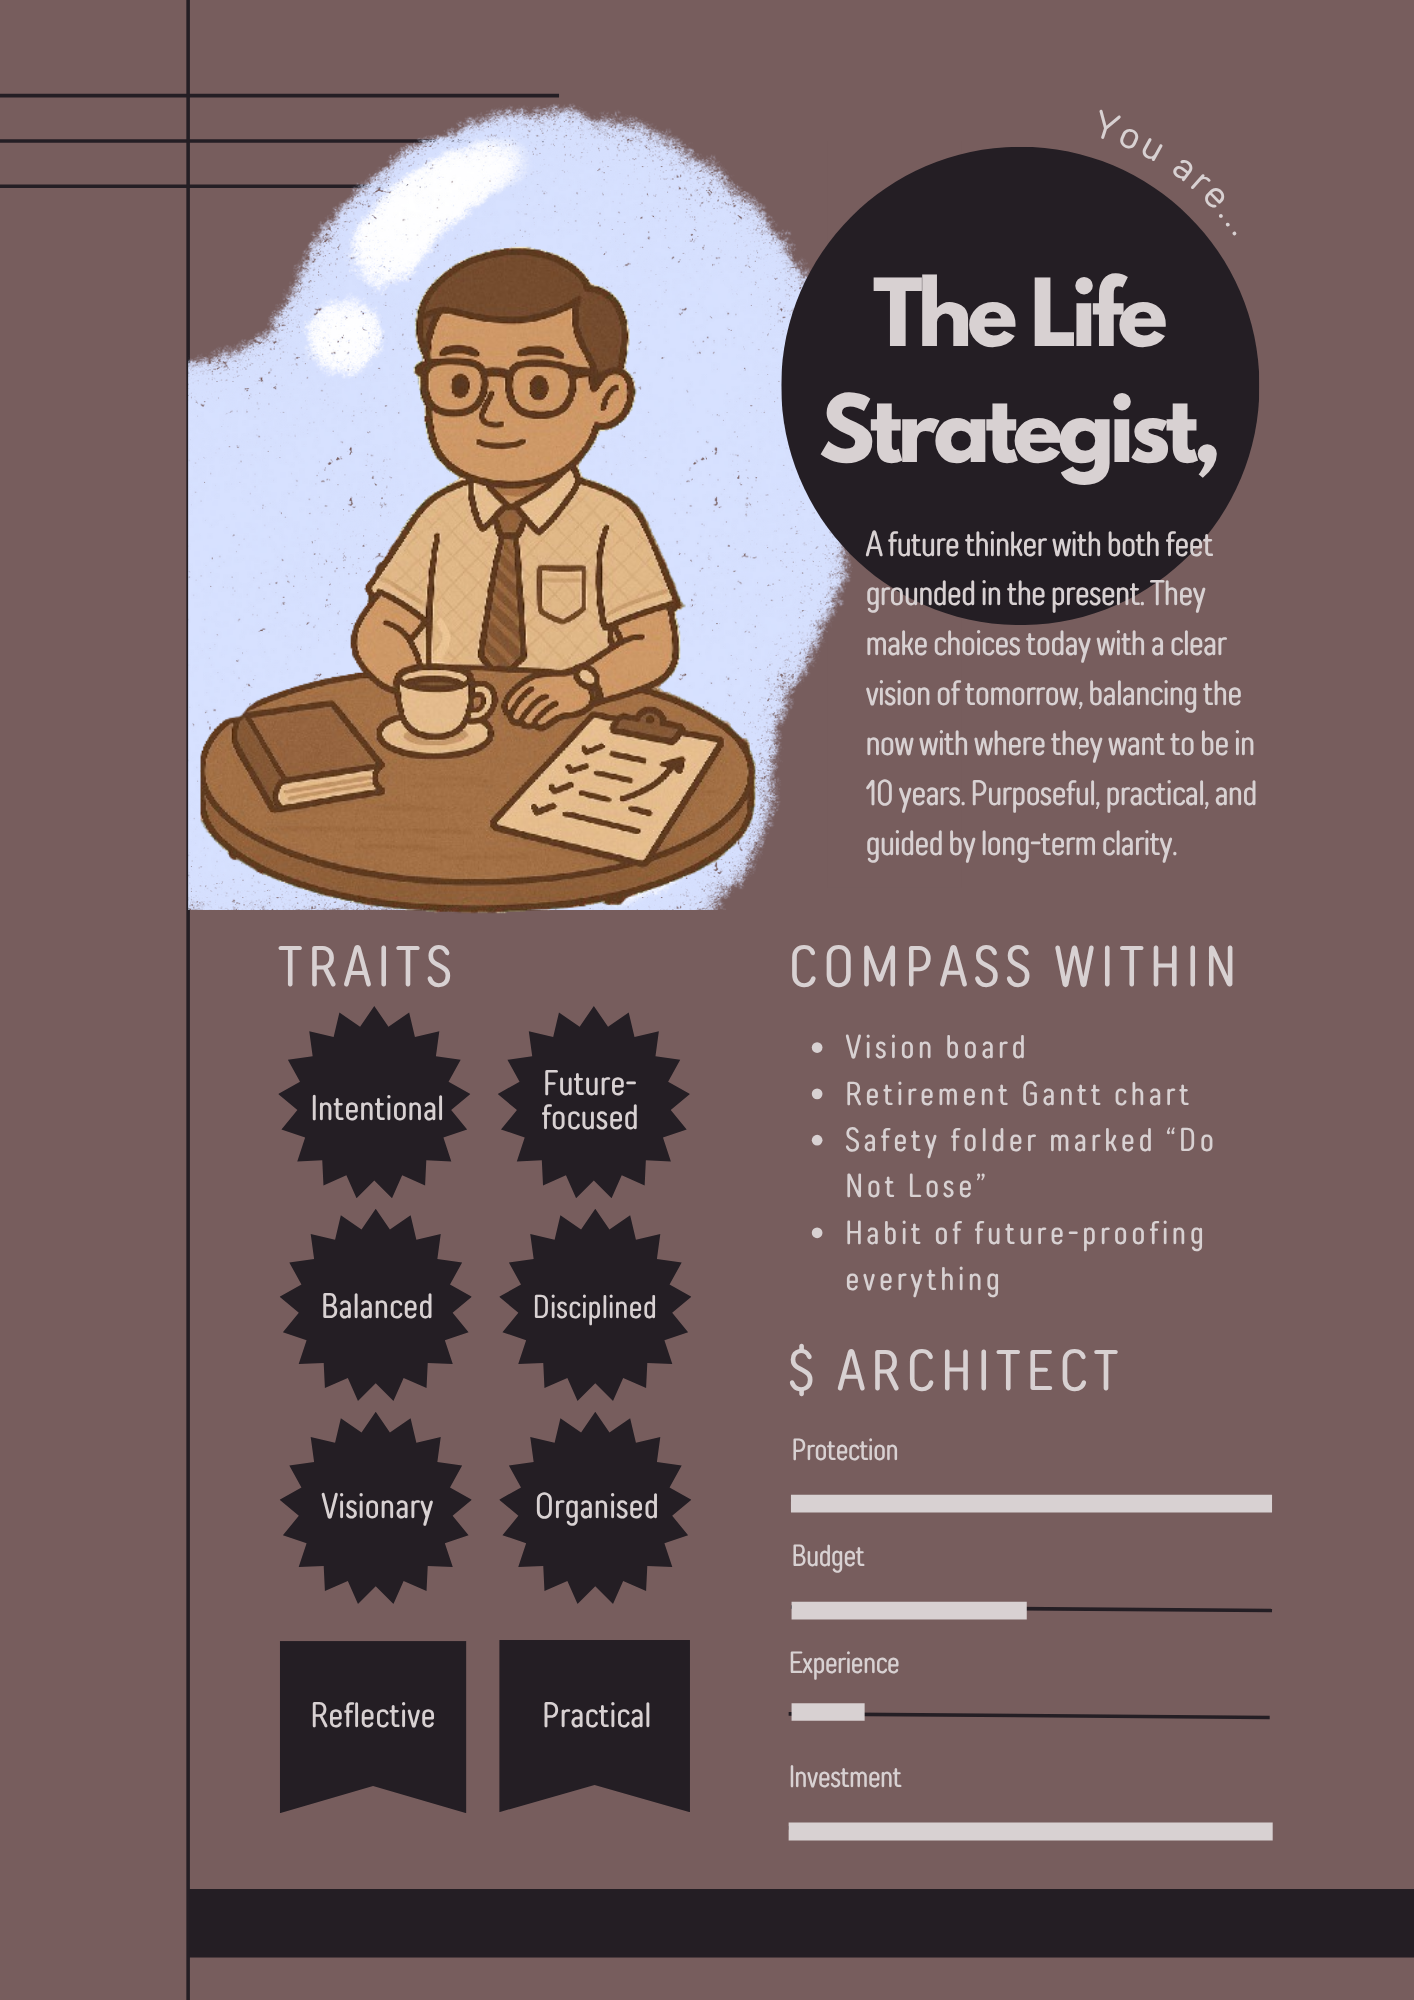 You are...
The Life
Strategist,
A future thinker with both feet
grounded in the present. They
make choices today with a clear
vision of tomorrow, balancing the
now with where they want to be in
10 years. Purposeful, practical, and
guided by long-term clarity.
TRAITS
Intentional
Future-
focused
Balanced
Disciplined
Visionary
Organised
Reflective
Practical
COMPASS WITHIN
• Vision board
• Retirement Gantt chart
• Safety folder marked “Do
Not Lose”
• Habit of future-proofing
everything
$ ARCHITECT
Protection
Budget
Experience
Investment